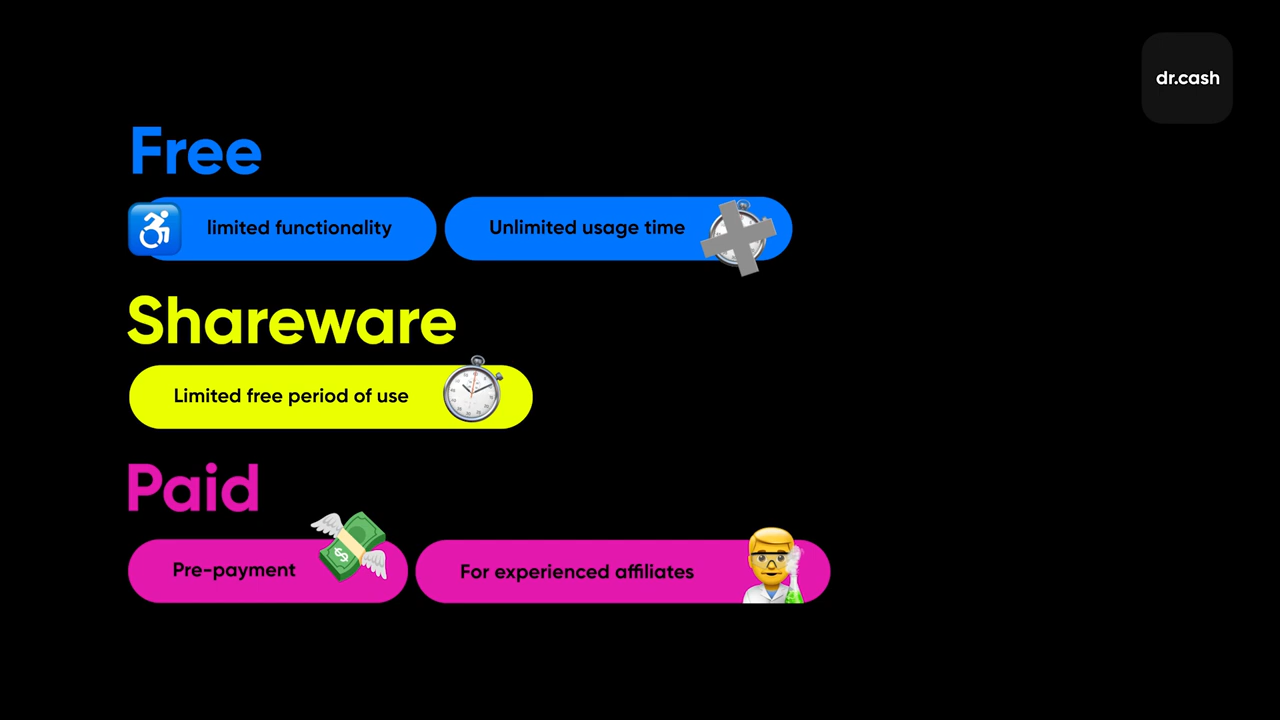 dr.cash
Free
limited functionality
Unlimited usage time
Shareware
Limited free period of use
Paid
Pre-payment
For experienced affiliates